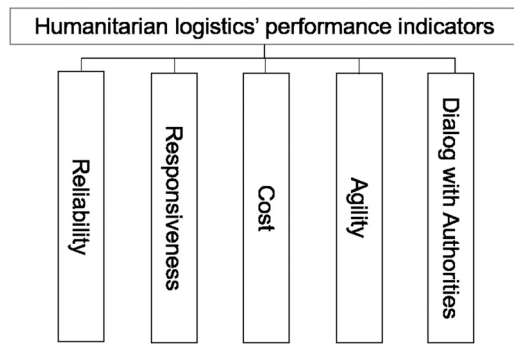 Humanitarian logistics' performance indicators
Reliability
Responsiveness
Cost
Agility
Dialog with Authorities